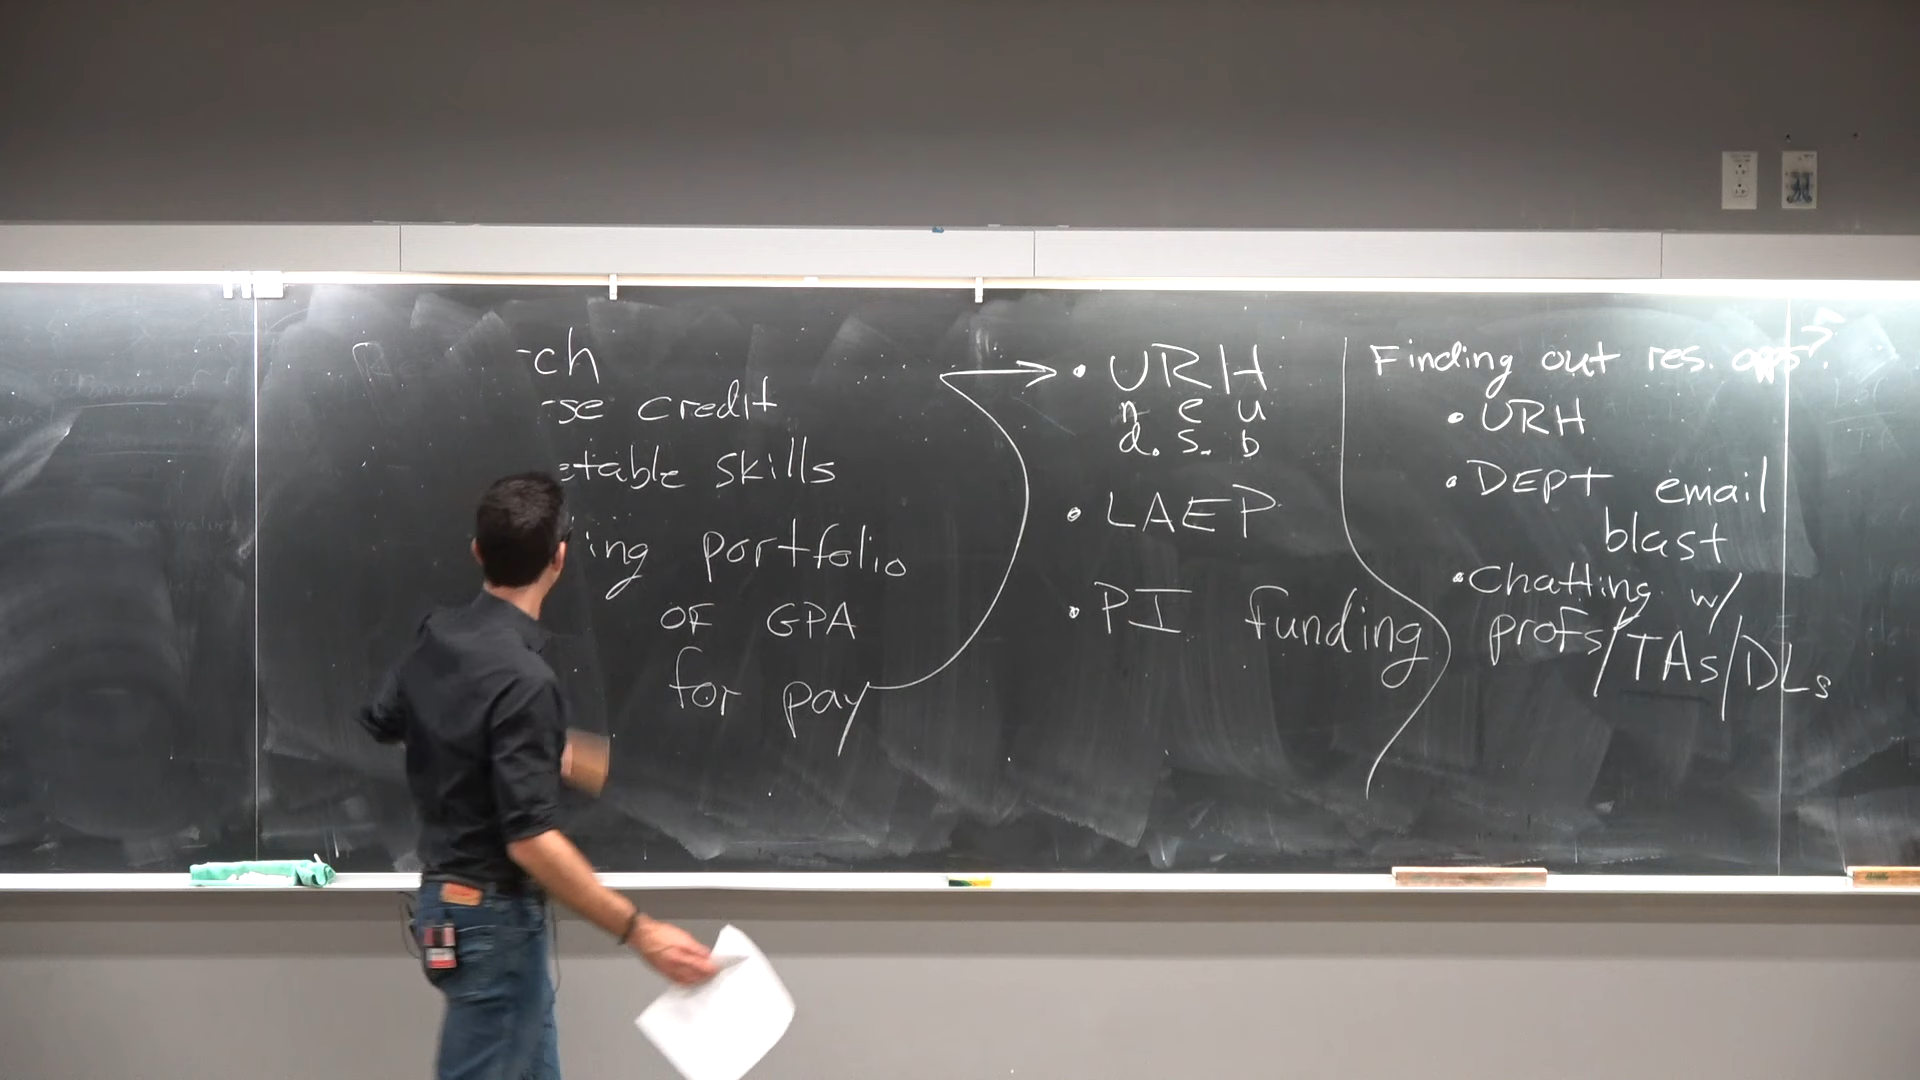 -ch
-se credit
etable skills
ing portfolio
OF GPA
for pay
• URH
n e u
d. s. b
• LAEP
• PI funding
Finding out res. opps?
• URH
• DEPT email
blast
• Chatting w/
profs/TAs/DLs